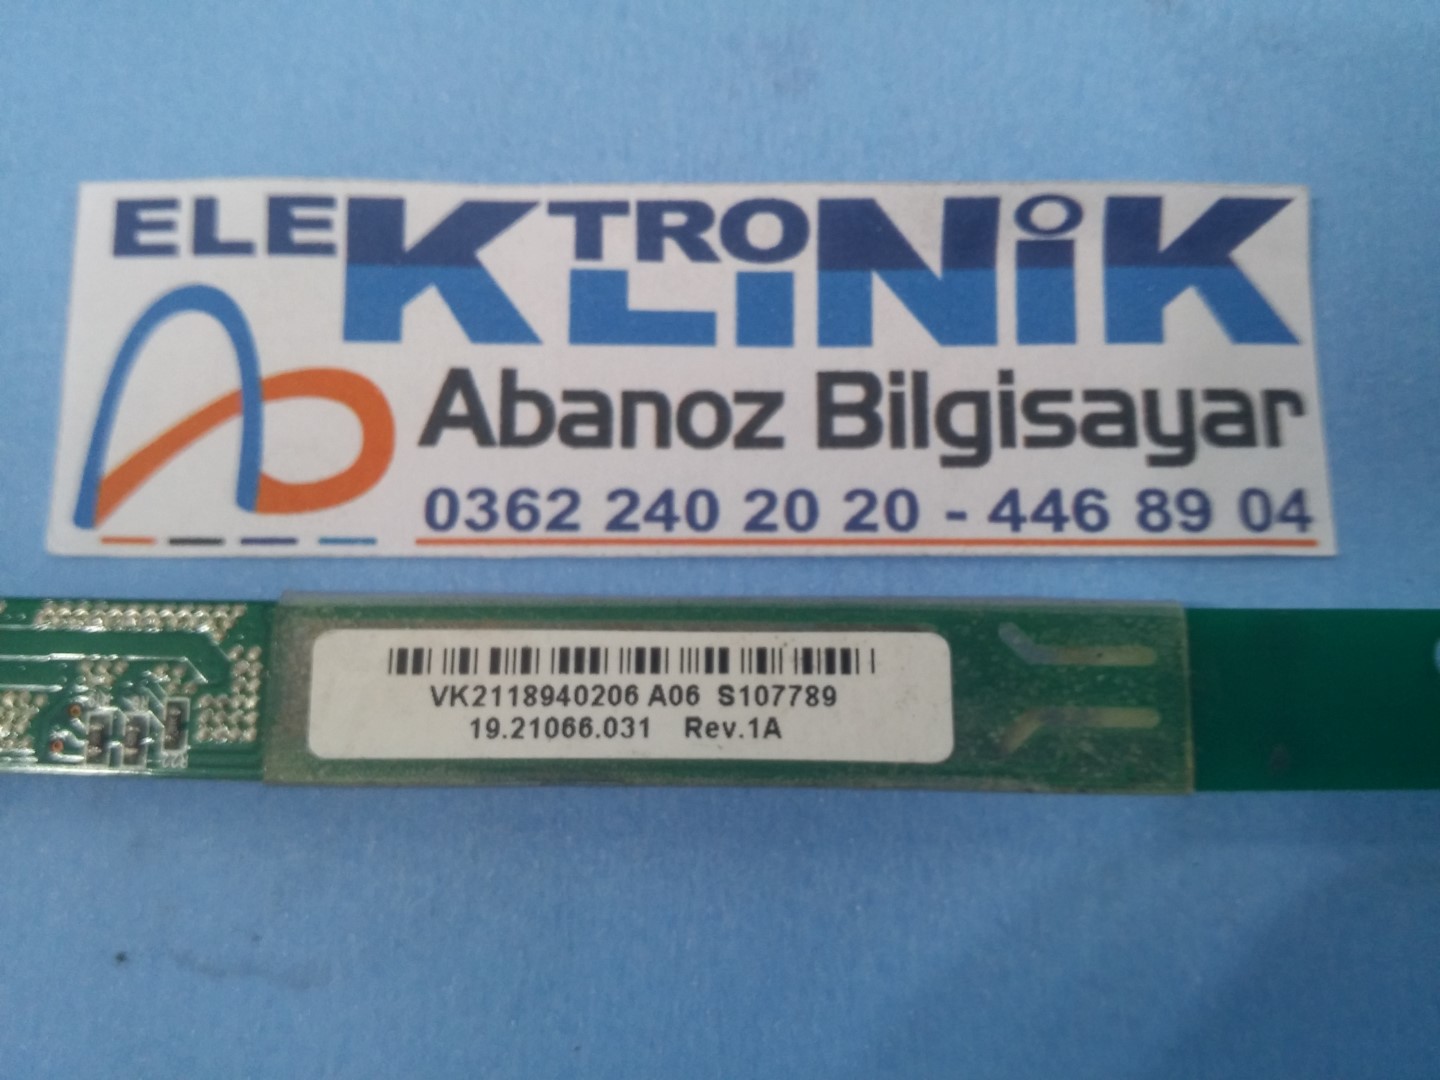 ELEKTRONİK
KLİNİK
Abanoz Bilgisayar
0362 240 20 20 - 446 89 04
VK2118940206 A06 S107789
19.21066.031 Rev.1A